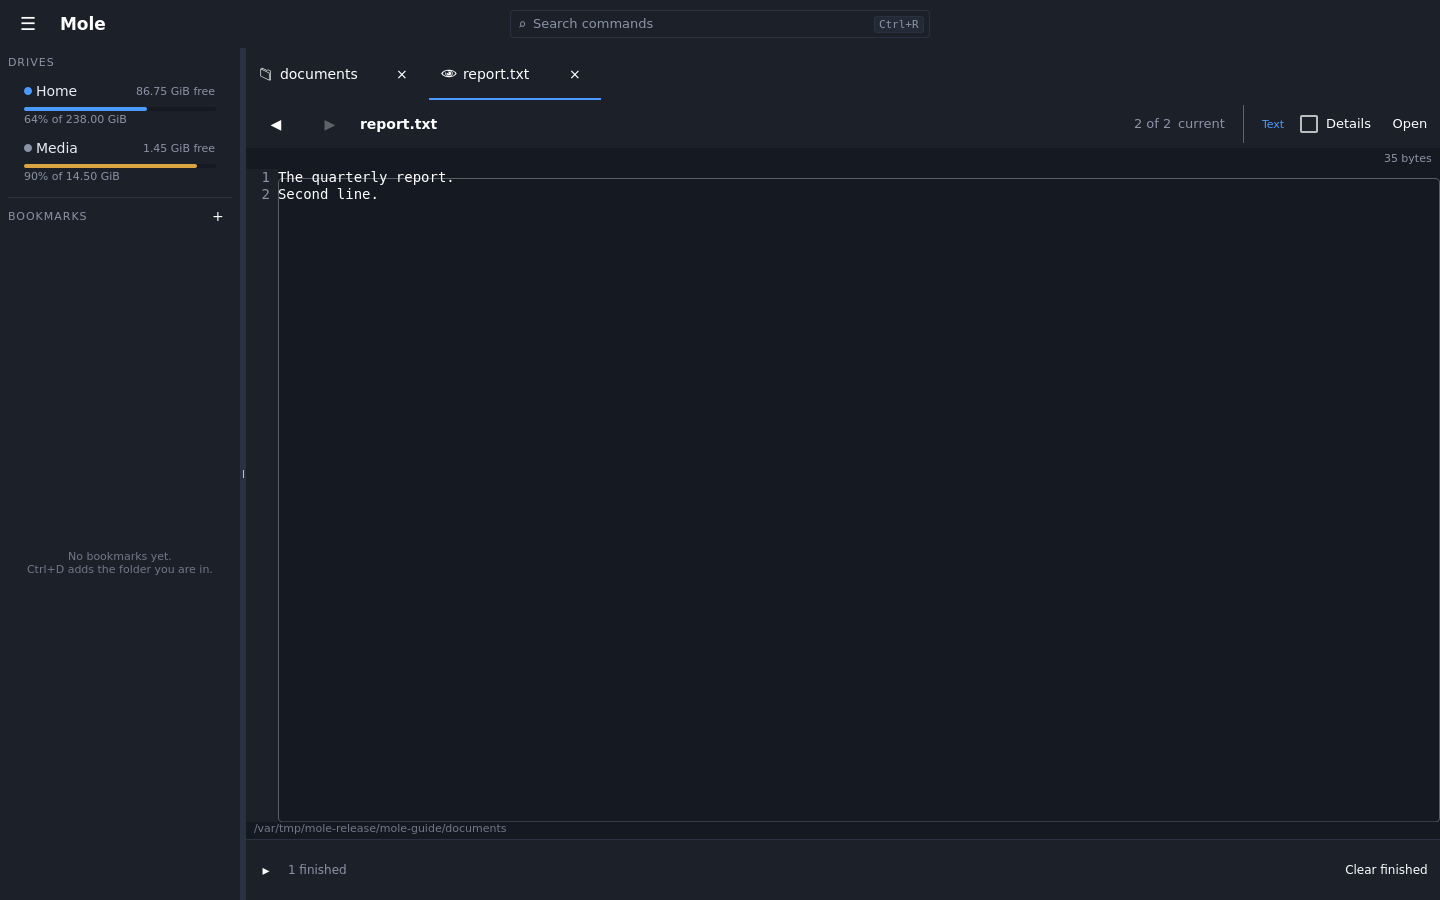 ☰ Mole
Search commands Ctrl+R
DRIVES
Home 86.75 GiB free
64% of 238.00 GiB
Media 1.45 GiB free
90% of 14.50 GiB
BOOKMARKS +
No bookmarks yet.
Ctrl+D adds the folder you are in.
documents × report.txt ×
◀ ▶ report.txt 2 of 2 current Text Details Open
35 bytes
1 The quarterly report.
2 Second line.
/var/tmp/mole-release/mole-guide/documents
▶ 1 finished Clear finished